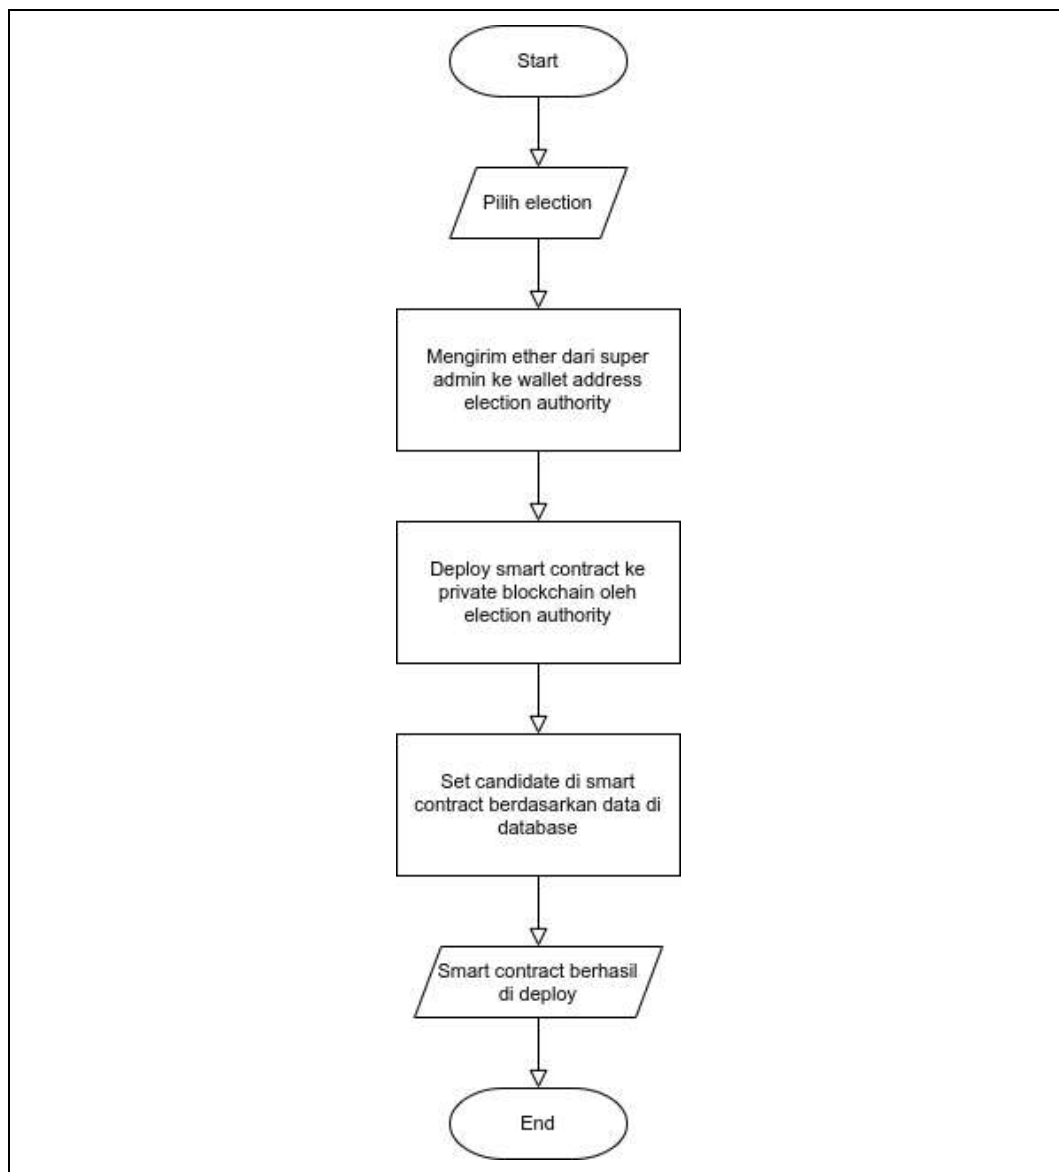 Start
Pilih election
Mengirim ether dari super
admin ke wallet address
election authority
Deploy smart contract ke
private blockchain oleh
election authority
Set candidate di smart
contract berdasarkan data di
database
Smart contract berhasil
di deploy
End